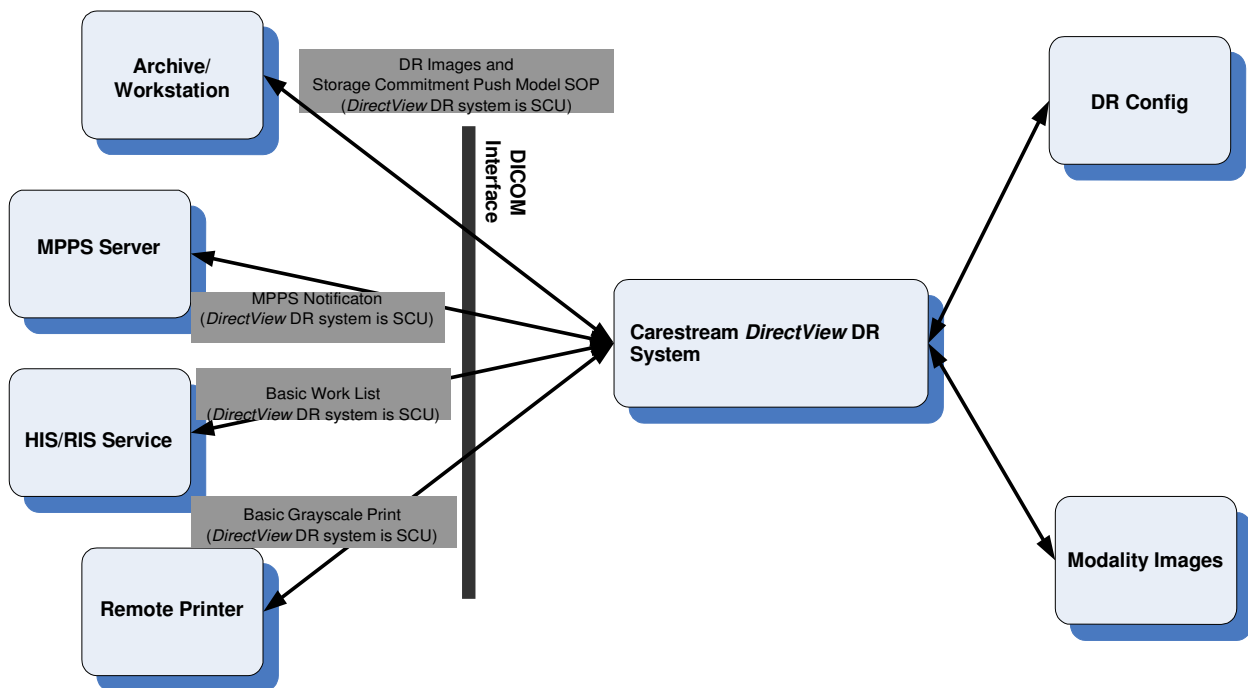 Archive/
Workstation
DR Images and
Storage Commitment Push Model SOP
(DirectView DR system is SCU)
DICOM
Interface
DR Config
MPPS Server
MPPS Notificaton
(DirectView DR system is SCU)
Carestream DirectView DR
System
HIS/RIS Service
Basic Work List
(DirectView DR system is SCU)
Basic Grayscale Print
(DirectView DR system is SCU)
Remote Printer
Modality Images